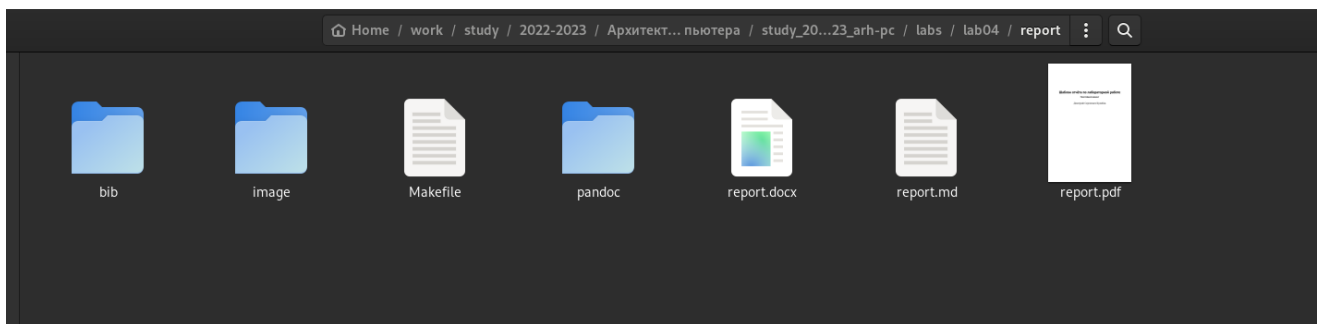 Home / work / study / 2022-2023 / Архитект... пьютера / study_20...23_arh-pc / labs / lab04 / report
bib image Makefile pandoc report.docx report.md report.pdf